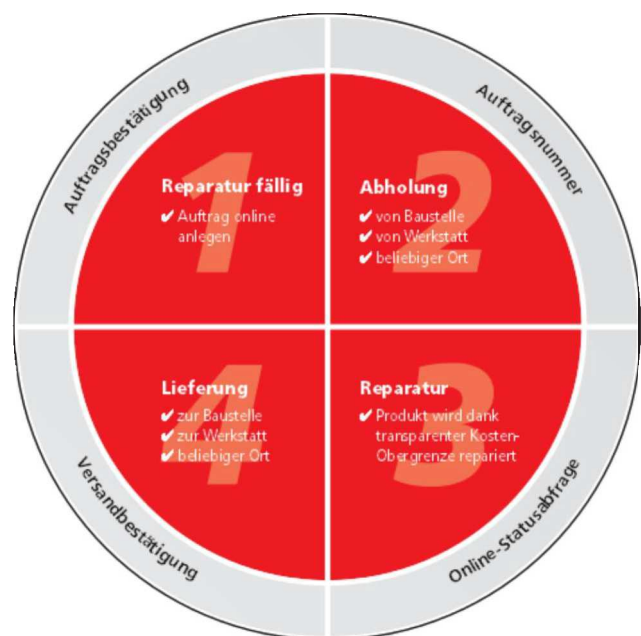 Auftragsbestätigung
Auftragsnummer
1
Reparatur fällig
✔ Auftrag online
anlegen
2
Abholung
✔ von Baustelle
✔ von Werkstatt
✔ beliebiger Ort
4
Lieferung
✔ zur Baustelle
✔ zur Werkstatt
✔ beliebiger Ort
3
Reparatur
✔ Produkt wird dank
transparenter Kosten-
Obergrenze repariert
Versandbestätigung
Online-Statusabfrage